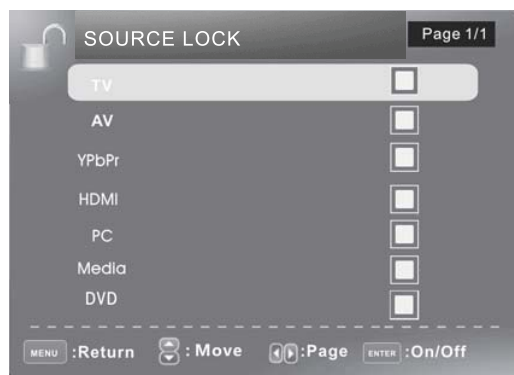 SOURCE LOCK Page 1/1
TV
AV
YPbPr
HDMI
PC
Media
DVD
MENU :Return : Move :Page ENTER :On/Off